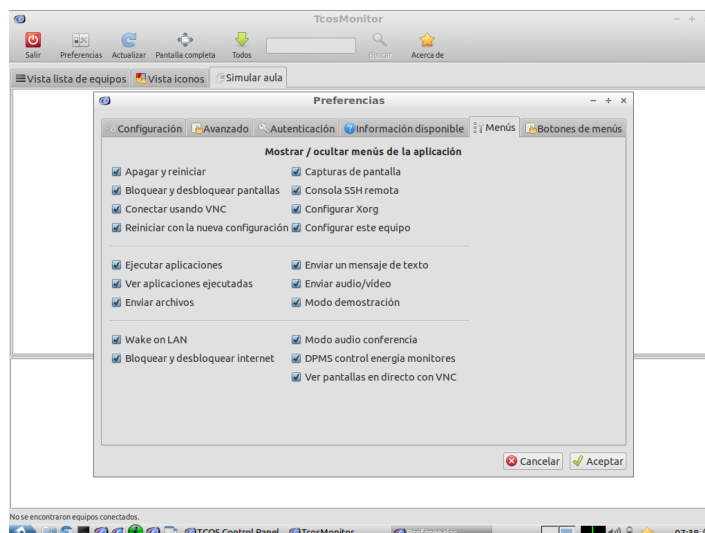 TcosMonitor
Salir Preferencias Actualizar Pantalla completa Todos Buscar Acerca de
Vista lista de equipos Vista iconos Simular aula
Preferencias
Configuración Avanzado Autenticación Información disponible Menús Botones de menús
Mostrar / ocultar menús de la aplicación
Apagar y reiniciar Capturas de pantalla
Bloquear y desbloquear pantallas Consola SSH remota
Conectar usando VNC Configurar Xorg
Reiniciar con la nueva configuración Configurar este equipo
Ejecutar aplicaciones Enviar un mensaje de texto
Ver aplicaciones ejecutadas Enviar audio/vídeo
Enviar archivos Modo demostración
Wake on LAN Modo audio conferencia
Bloquear y desbloquear internet DPMS control energía monitores
Ver pantallas en directo con VNC
Cancelar Aceptar
No se encontraron equipos conectados.
TCOS Control Panel TcosMonitor Preferencias 07:38